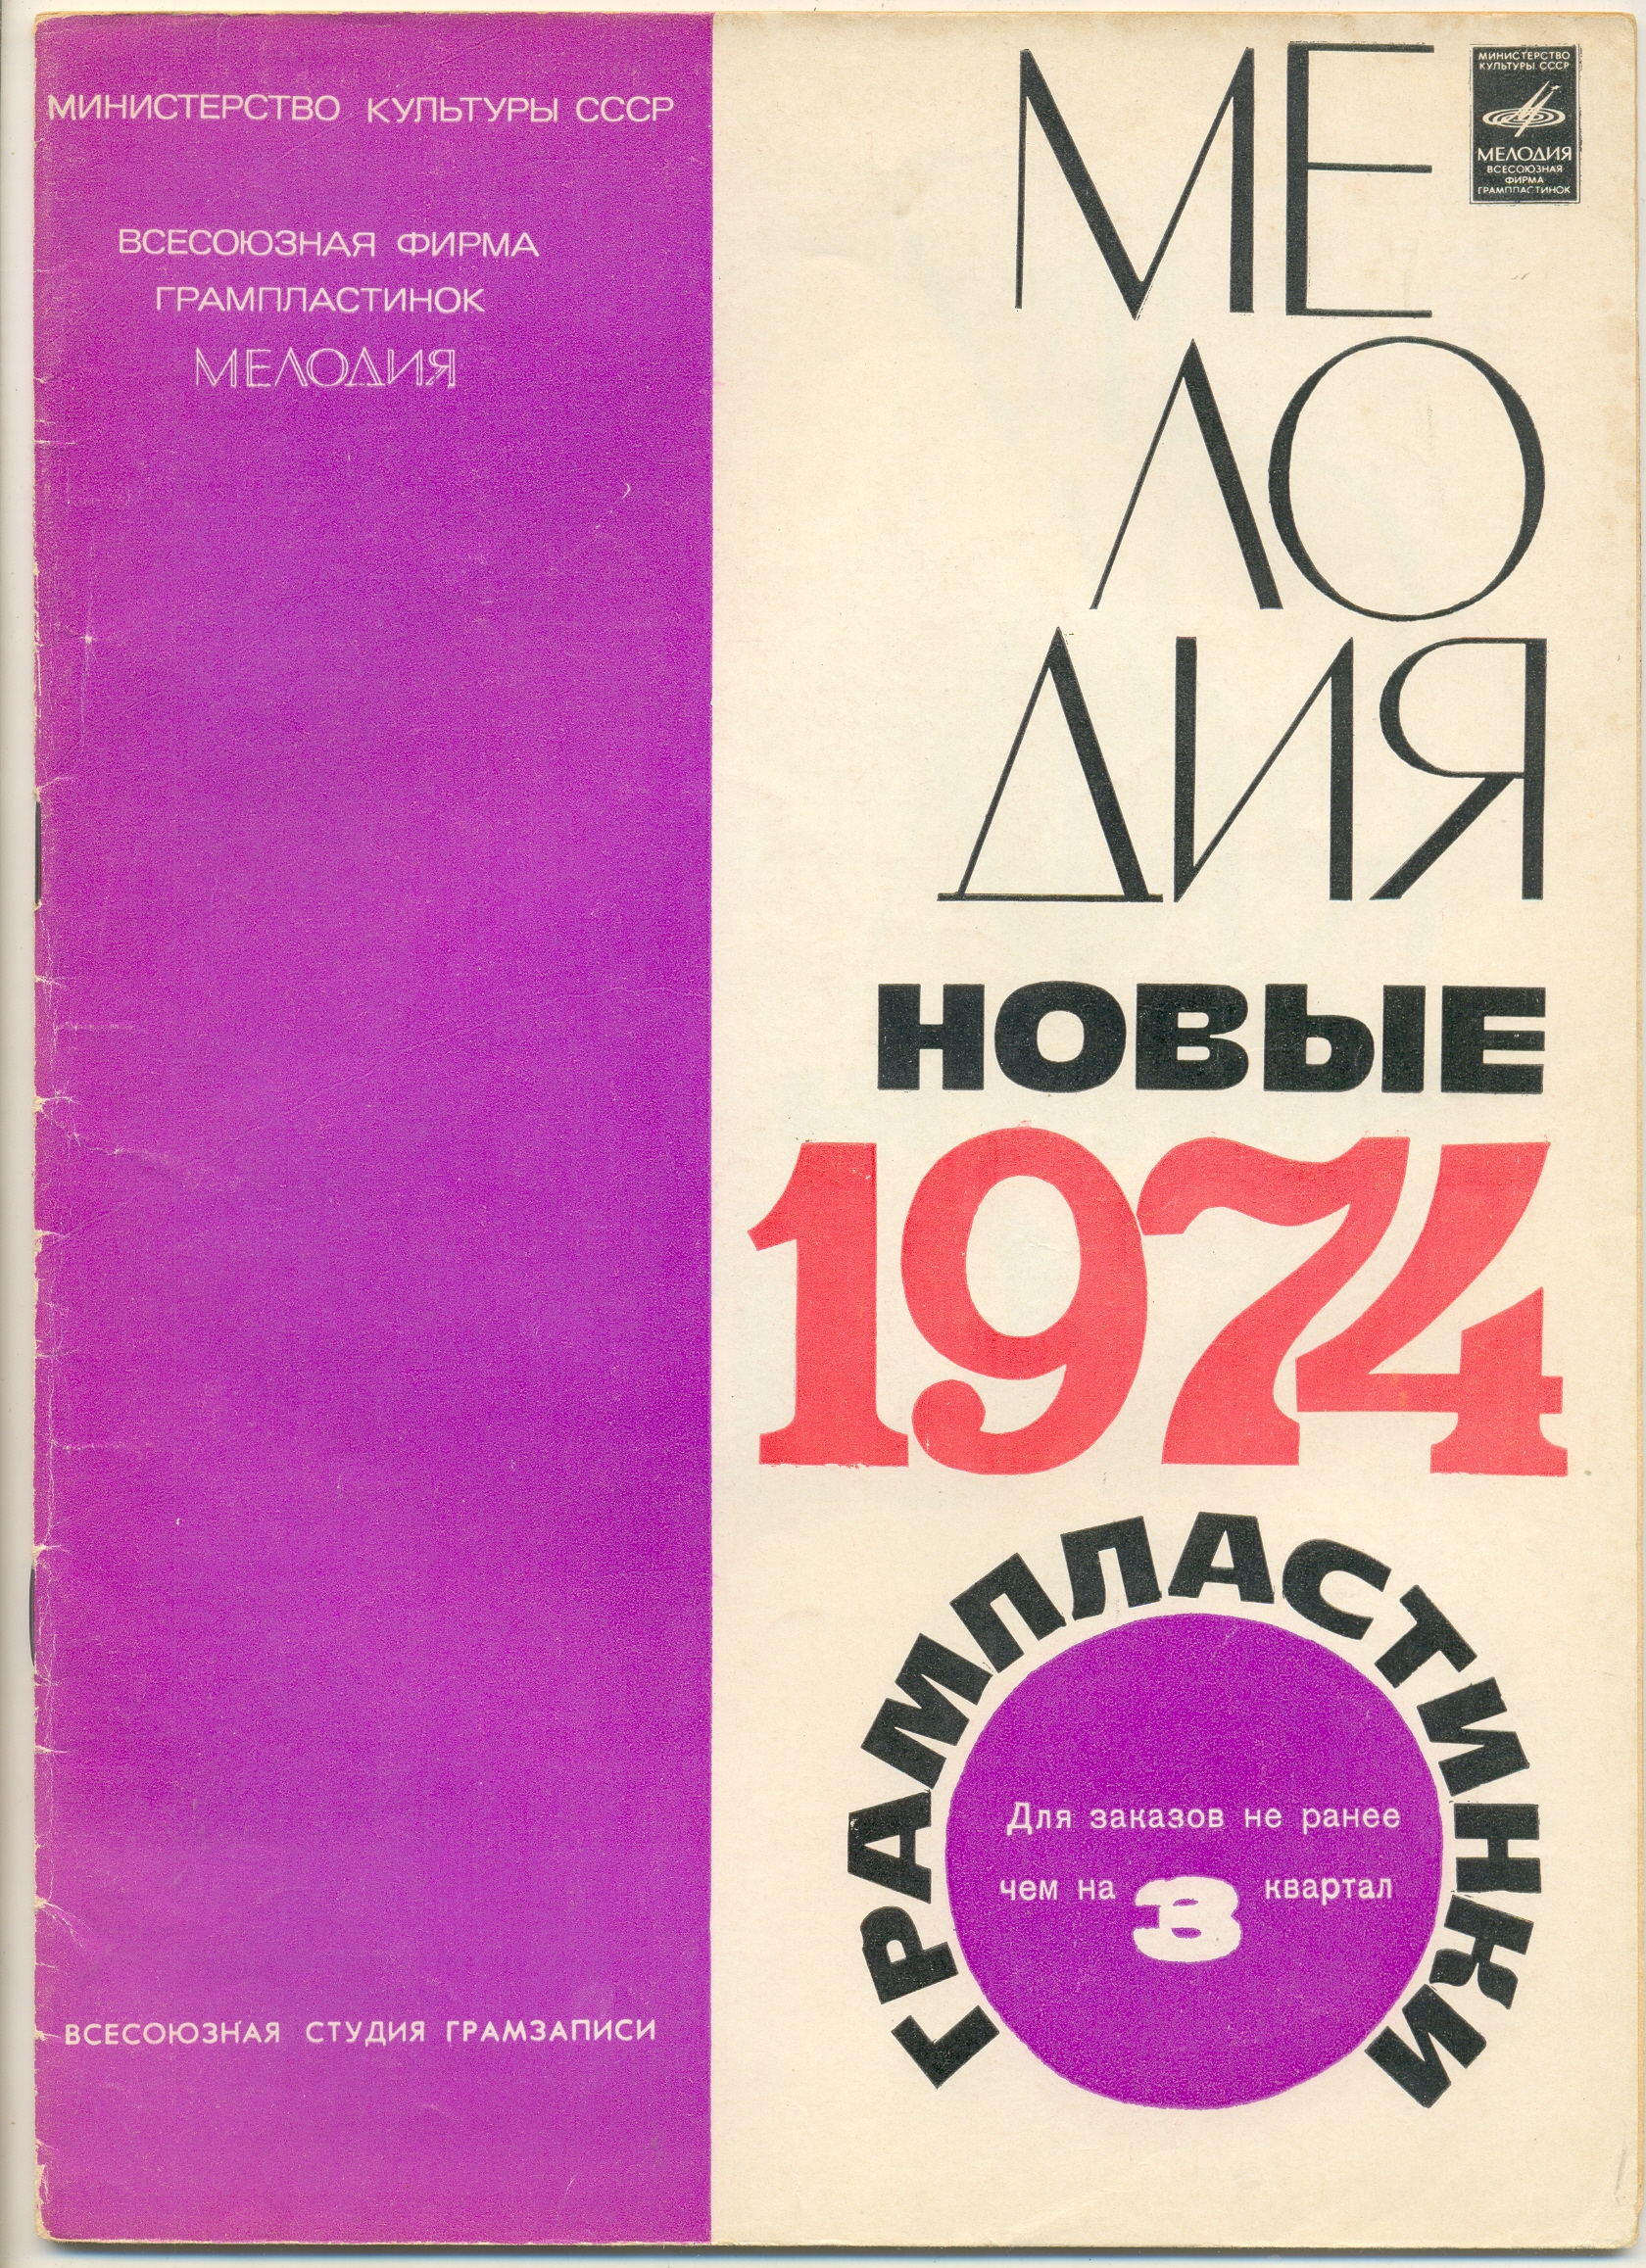 МИНИСТЕРСТВО КУЛЬТУРЫ СССР
ВСЕСОЮЗНАЯ ФИРМА
ГРАМПЛАСТИНОК
МЕЛОДИЯ
ВСЕСОЮЗНАЯ СТУДИЯ ГРАМЗАПИСИ
МЕ
ЛО
ДИЯ
МИНИСТЕРСТВО
КУЛЬТУРЫ СССР
МЕЛОДИЯ
ВСЕСОЮЗНАЯ
ФИРМА
ГРАМПЛАСТИНОК
НОВЫЕ
1974
ГРАМПЛАСТИНКИ
Для заказов не ранее
чем на 3 квартал